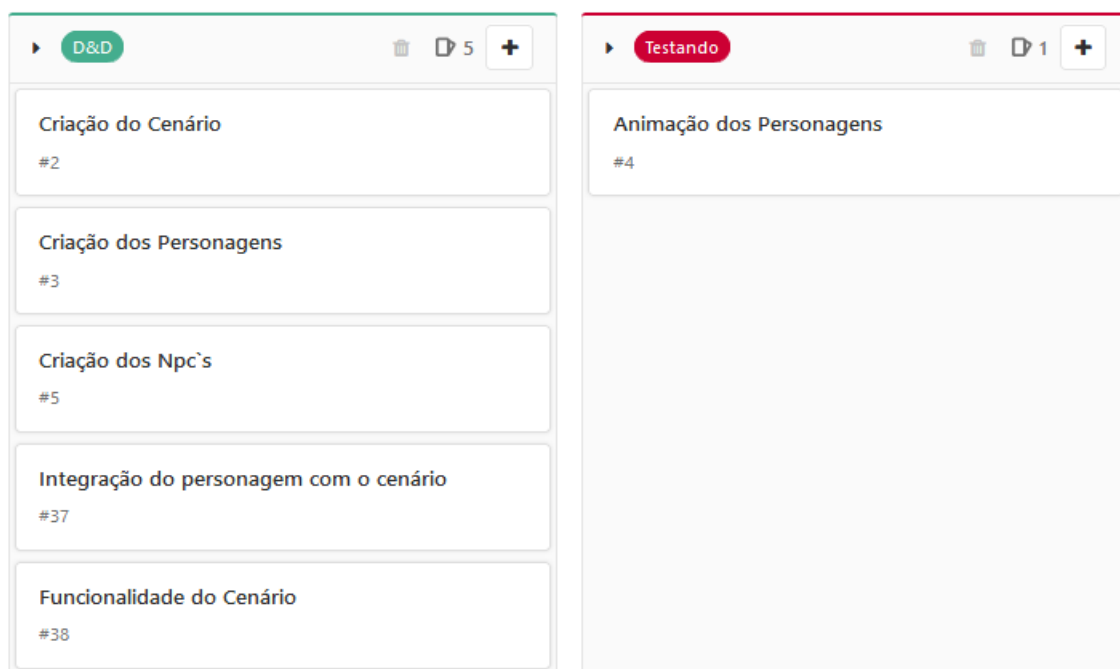 D&D 5
Criação do Cenário
#2
Criação dos Personagens
#3
Criação dos Npc`s
#5
Integração do personagem com o cenário
#37
Funcionalidade do Cenário
#38
Testando 1
Animação dos Personagens
#4